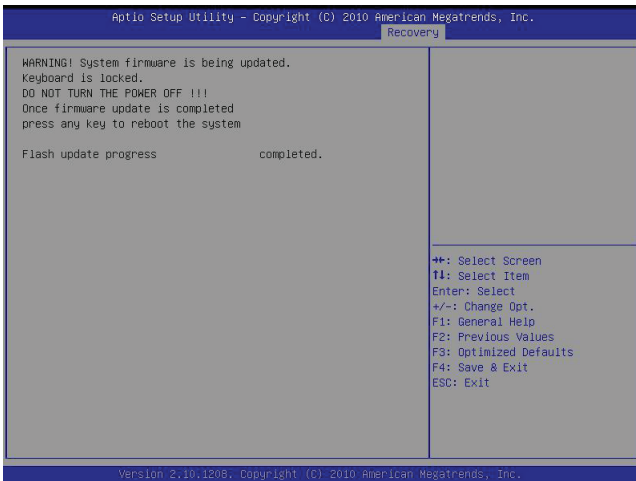 Aptio Setup Utility – Copyright (C) 2010 American Megatrends, Inc.
Recovery
WARNING! System firmware is being updated.
Keyboard is locked.
DO NOT TURN THE POWER OFF !!!
Once firmware update is completed
press any key to reboot the system
Flash update progress completed.
→←: Select Screen
↑↓: Select Item
Enter: Select
+/-: Change Opt.
F1: General Help
F2: Previous Values
F3: Optimized Defaults
F4: Save & Exit
ESC: Exit
Version 2.10.1208. Copyright (C) 2010 American Megatrends, Inc.